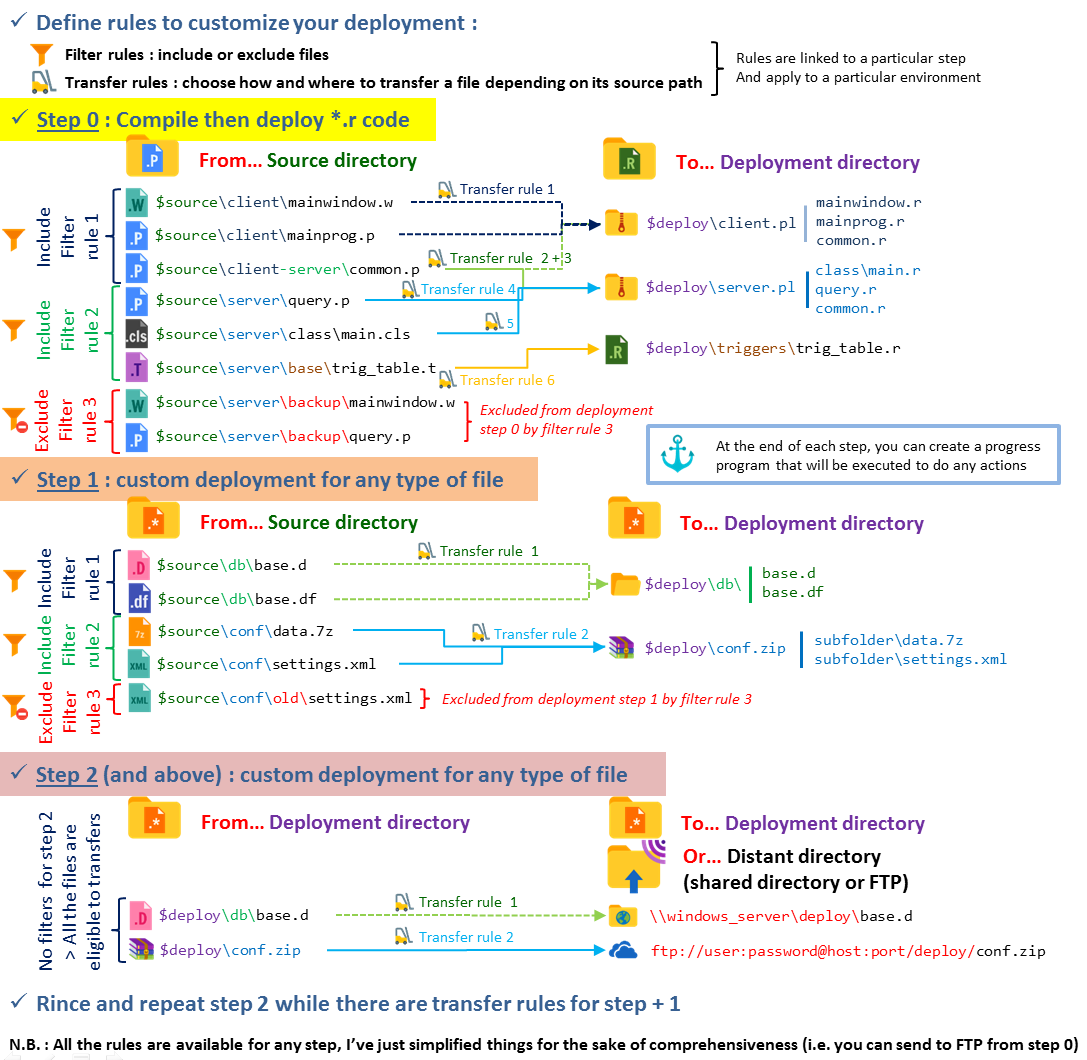 ✓ Define rules to customize your deployment :
Filter rules : include or exclude files
Transfer rules : choose how and where to transfer a file depending on its source path
Rules are linked to a particular step
And apply to a particular environment
✓ Step 0 : Compile then deploy *.r code
.P
From... Source directory
.R
To... Deployment directory
Include
Filter
rule 1
.W
$source\client\mainwindow.w
Transfer rule 1
.P
$source\client\mainprog.p
$deploy\client.pl
mainwindow.r
mainprog.r
common.r
.P
$source\client-server\common.p
Transfer rule 2 + 3
Include
Filter
rule 2
.P
$source\server\query.p
Transfer rule 4
$deploy\server.pl
class\main.r
query.r
common.r
.cls
$source\server\class\main.cls
5
.T
$source\server\base\trig_table.t
Transfer rule 6
.R
$deploy\triggers\trig_table.r
Exclude
Filter
rule 3
.W
$source\server\backup\mainwindow.w
.P
$source\server\backup\query.p
Excluded from deployment
step 0 by filter rule 3
At the end of each step, you can create a progress
program that will be executed to do any actions
✓ Step 1 : custom deployment for any type of file
.*
From... Source directory
.*
To... Deployment directory
Include
Filter
rule 1
.D
$source\db\base.d
Transfer rule 1
.df
$source\db\base.df
$deploy\db\
base.d
base.df
Include
Filter
rule 2
7z
$source\conf\data.7z
Transfer rule 2
XML
$source\conf\settings.xml
$deploy\conf.zip
subfolder\data.7z
subfolder\settings.xml
Exclude
Filter
rule 3
XML
$source\conf\old\settings.xml
Excluded from deployment step 1 by filter rule 3
✓ Step 2 (and above) : custom deployment for any type of file
.*
From... Deployment directory
.*
To... Deployment directory
Or... Distant directory
(shared directory or FTP)
No filters for step 2
> All the files are
eligible to transfers
.D
$deploy\db\base.d
Transfer rule 1
\\windows_server\deploy\base.d
$deploy\conf.zip
Transfer rule 2
ftp://user:password@host:port/deploy/conf.zip
✓ Rince and repeat step 2 while there are transfer rules for step + 1
N.B. : All the rules are available for any step, I've just simplified things for the sake of comprehensiveness (i.e. you can send to FTP from step 0)